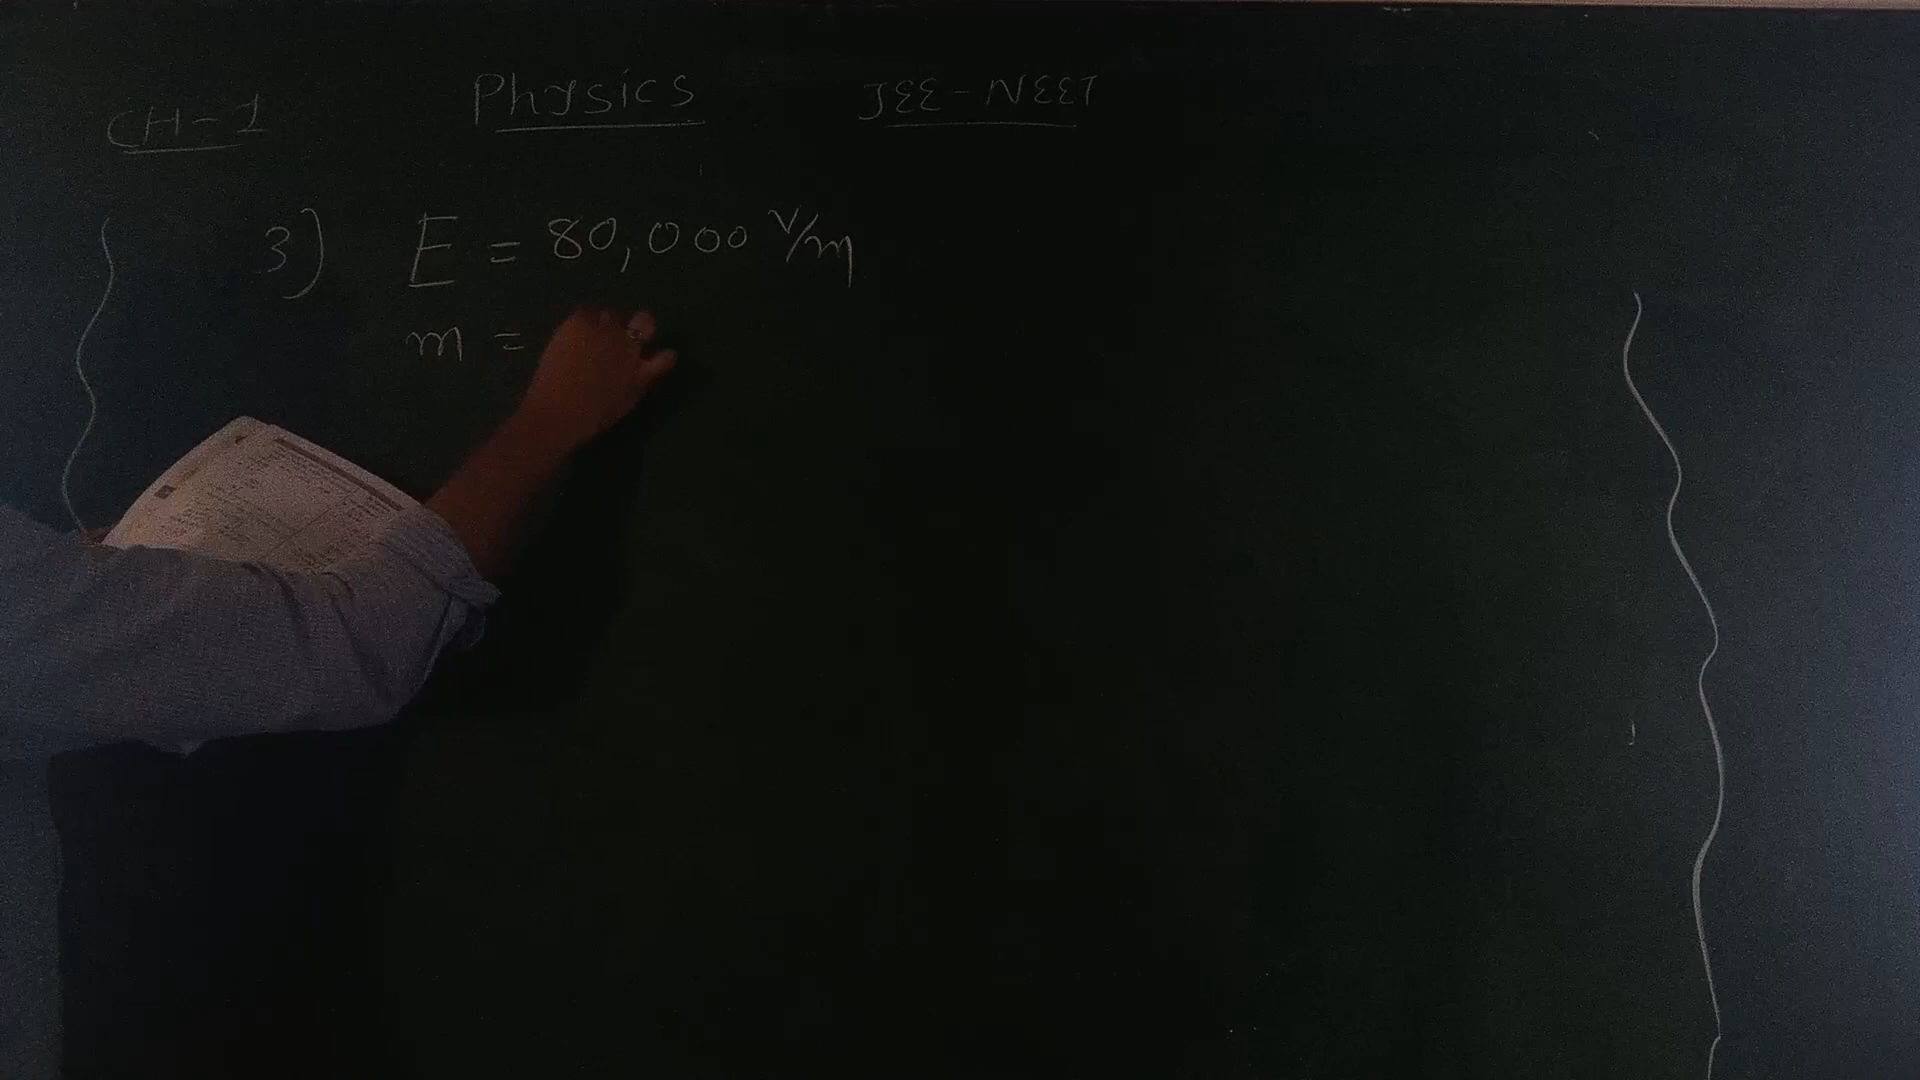 CH-1 Physics JEE-NEET
3) E = 80,000 V/m
m =